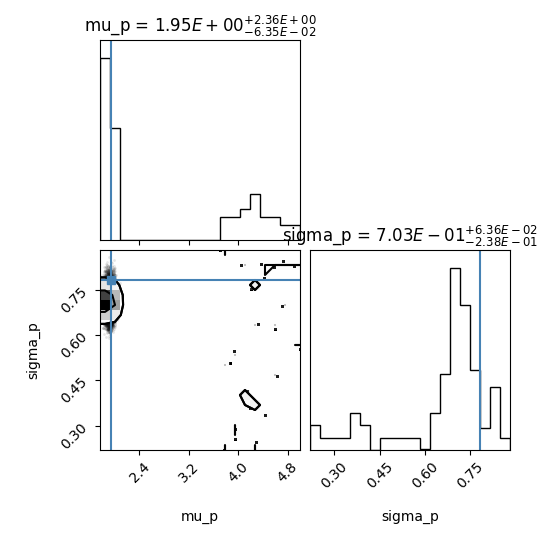 mu_p = 1.95E+00+2.36E+00−6.35E−02
sigma_p = 7.03E−01+6.36E−02−2.38E−01
0.75
0.60
0.45
0.30
sigma_p
2.4 3.2 4.0 4.8 0.30 0.45 0.60 0.75
mu_p sigma_p